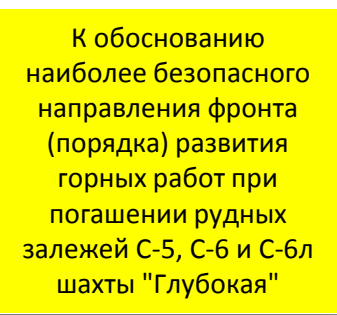 К обоснованию
наиболее безопасного
направления фронта
(порядка) развития
горных работ при
погашении рудных
залежей С-5, С-6 и С-6л
шахты "Глубокая"